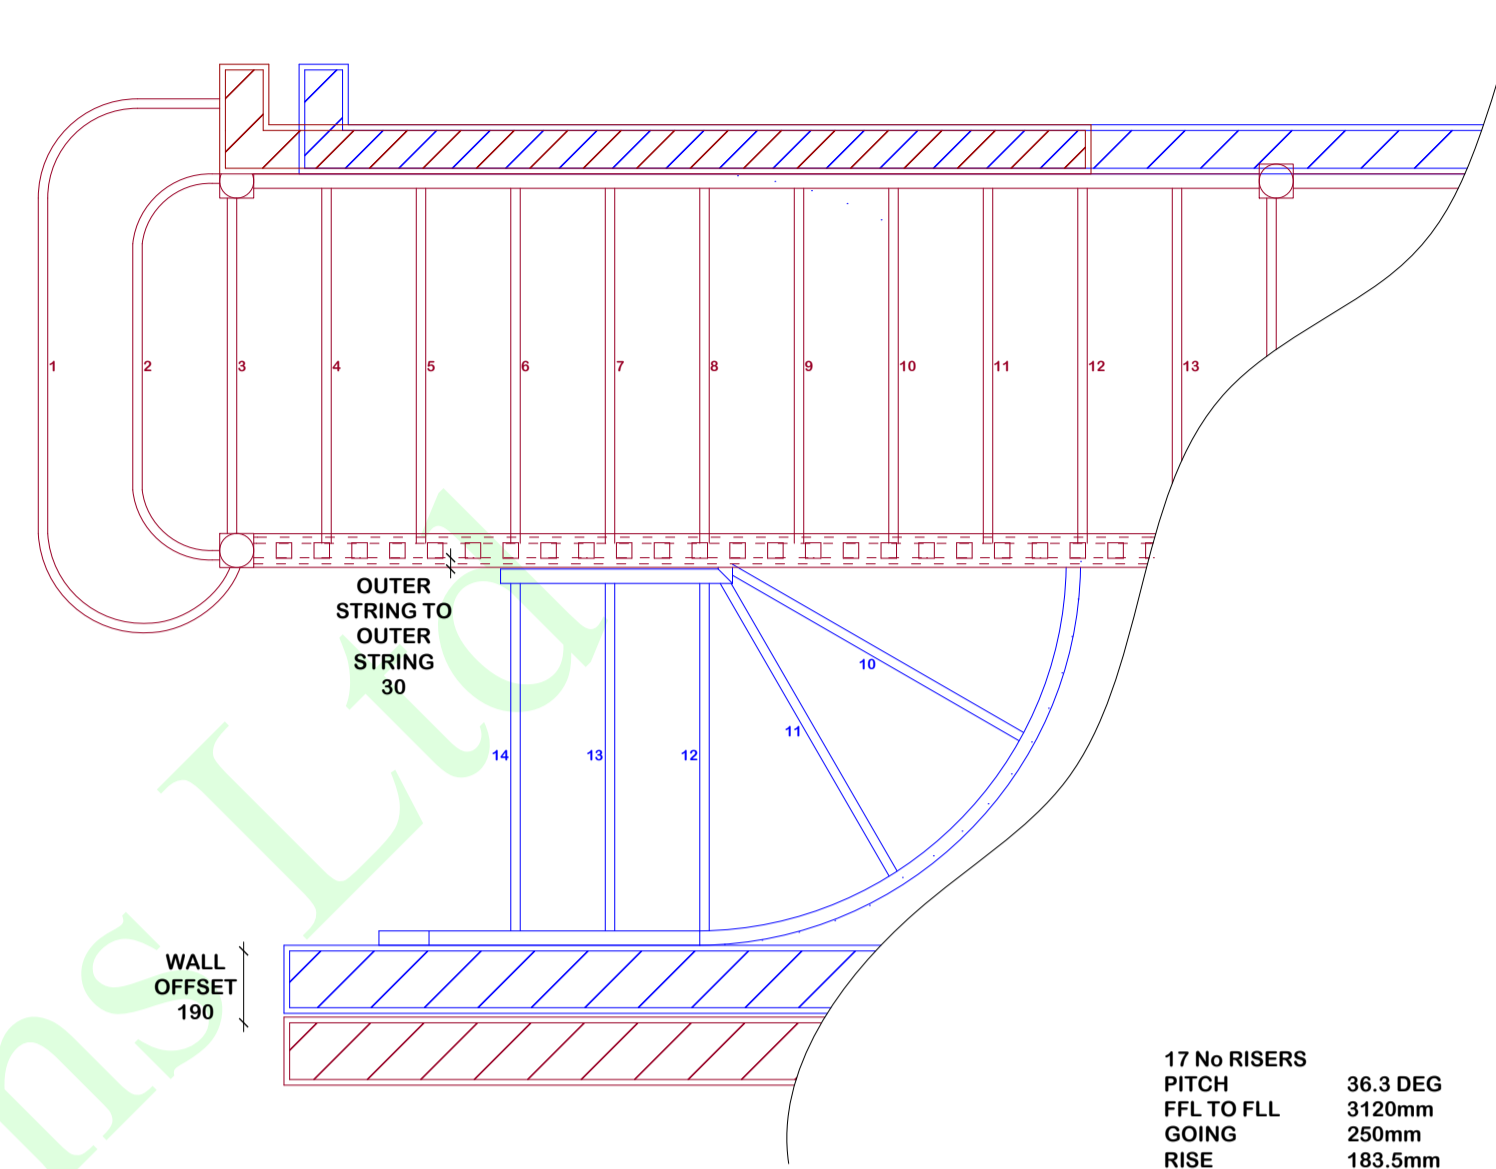 1 2 3 4 5 6 7 8 9 10 11 12 13
OUTER
STRING TO
OUTER
STRING
30
10
11
14 13 12
WALL
OFFSET
190
ns Ltd
17 No RISERS
PITCH 36.3 DEG
FFL TO FLL 3120mm
GOING 250mm
RISE 183.5mm